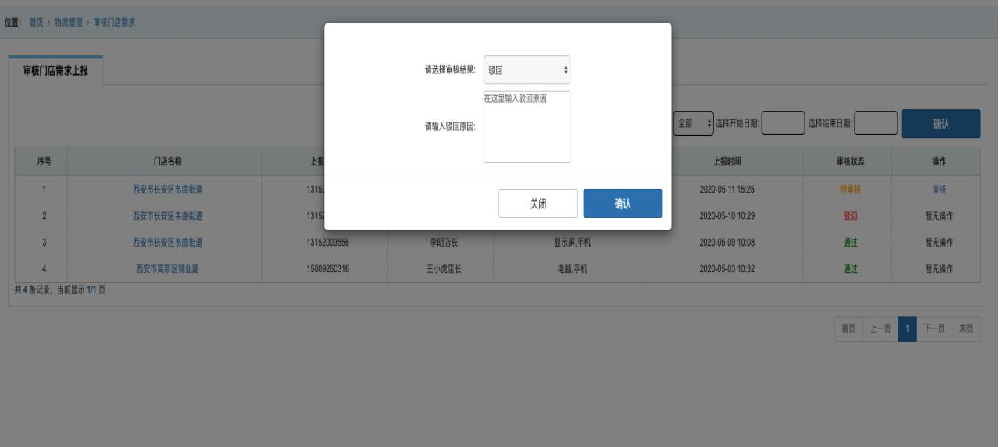 位置： 首页 › 物流管理 › 审核门店需求
审核门店需求上报
请选择审核结果: 驳回
在这里输入驳回原因
请输入驳回原因:
全部 选择开始日期: 选择结束日期: 确认
序号 门店名称 上报 上报时间 审核状态 操作
1 西安市长安区韦曲街道 13152 2020-05-11 15:25 待审核 审核
关闭 确认
2 西安市长安区韦曲街道 13152 2020-05-10 10:29 驳回 暂无操作
3 西安市长安区韦曲街道 13152003556 李明店长 显示屏,手机 2020-05-09 10:08 通过 暂无操作
4 西安市高新区锦业路 15009260316 王小虎店长 电脑,手机 2020-05-03 10:32 通过 暂无操作
共 4 条记录，当前显示 1/1 页
首页 上一页 1 下一页 末页